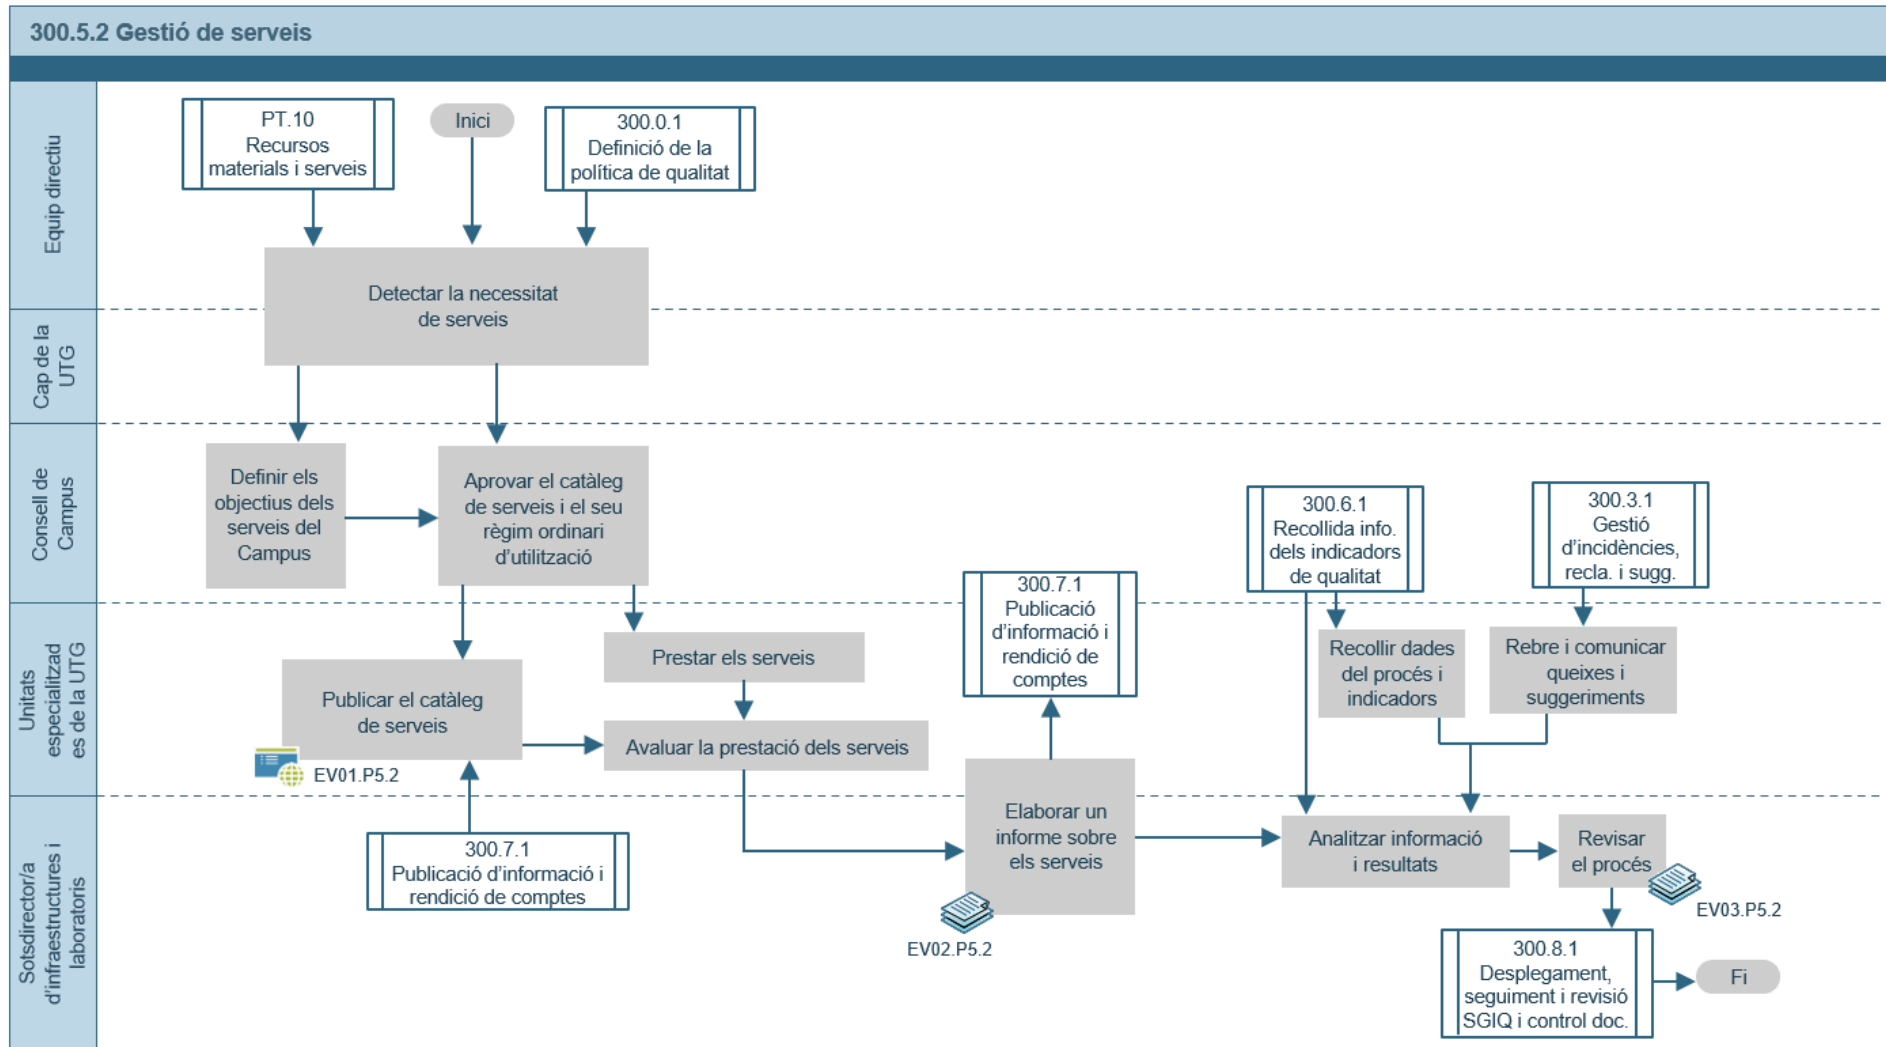 300.5.2 Gestió de serveis
Equip directiu
PT.10
Recursos
materials i serveis
Inici
300.0.1
Definició de la
política de qualitat
Detectar la necessitat
de serveis
Cap de la
UTG
Consell de
Campus
Definir els
objectius dels
serveis del
Campus
Aprovar el catàleg
de serveis i el seu
règim ordinari
d’utilització
300.6.1
Recollida info.
dels indicadors
de qualitat
300.3.1
Gestió
d’incidències,
recla. i sugg.
300.7.1
Publicació
d’informació i
rendició de
comptes
Unitats
especialitzad
es de la UTG
Prestar els serveis
Publicar el catàleg
de serveis
EV01.P5.2
Avaluar la prestació dels serveis
Recollir dades
del procés i
indicadors
Rebre i comunicar
queixes i
suggeriments
Sotsdirector/a
d’infraestructures i
laboratoris
300.7.1
Publicació d’informació i
rendició de comptes
Elaborar un
informe sobre
els serveis
EV02.P5.2
Analitzar informació
i resultats
Revisar
el procés
EV03.P5.2
300.8.1
Desplegament,
seguiment i revisió
SGIQ i control doc.
Fi